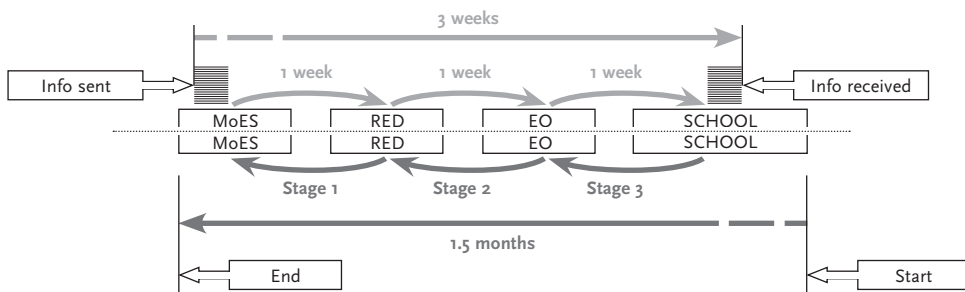 3 weeks
Info sent
1 week
1 week
1 week
Info received
MoES
RED
EO
SCHOOL
MoES
RED
EO
SCHOOL
Stage 1
Stage 2
Stage 3
1.5 months
End
Start